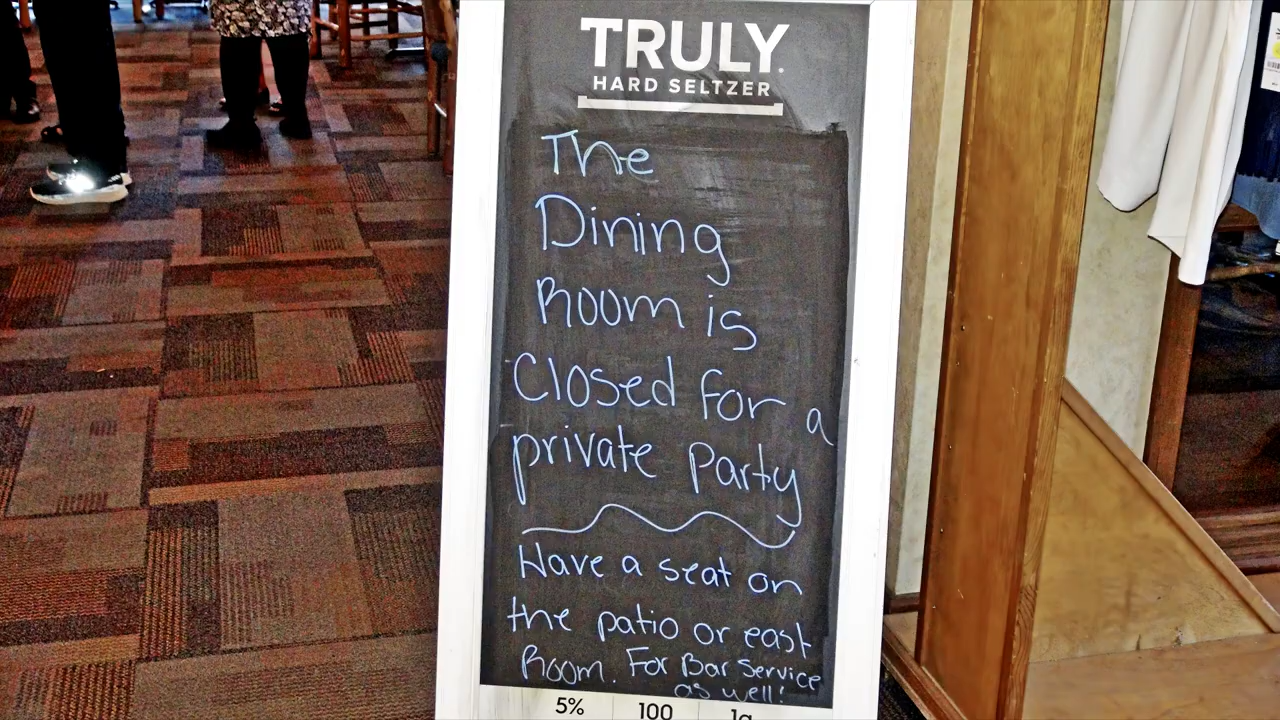 TRULY.
HARD SELTZER
The
Dining
Room is
Closed for a
private Party
Have a seat on
the patio or east
Room. For Bar Service
as well!
5% 100 1g